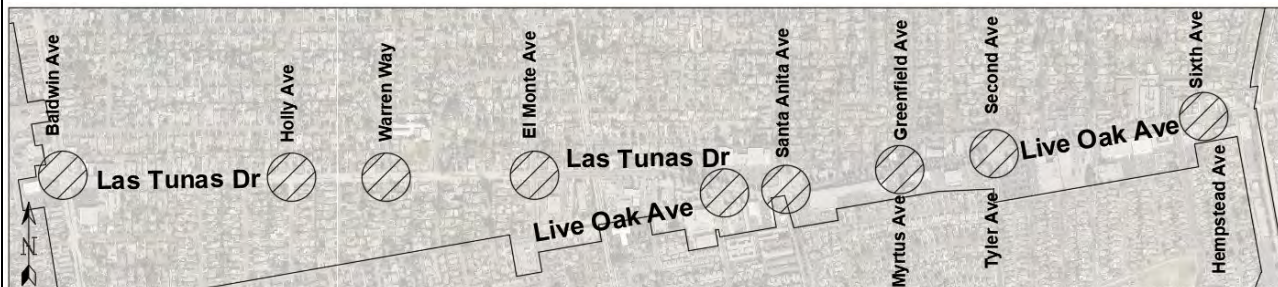 Baldwin Ave
Holly Ave
Warren Way
El Monte Ave
Santa Anita Ave
Greenfield Ave
Second Ave
Sixth Ave
Las Tunas Dr
Las Tunas Dr
Live Oak Ave
Live Oak Ave
Myrtus Ave
Tyler Ave
Hempstead Ave
N